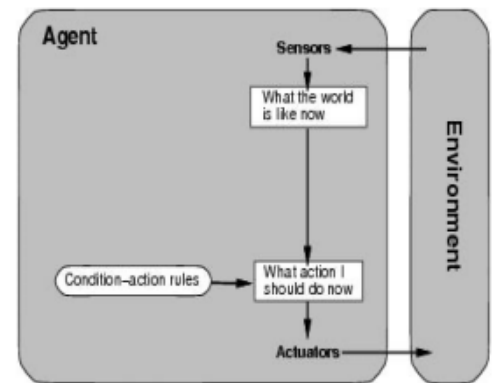 Agent
Sensors
What the world
is like now
Environment
Condition–action rules
What action I
should do now
Actuators